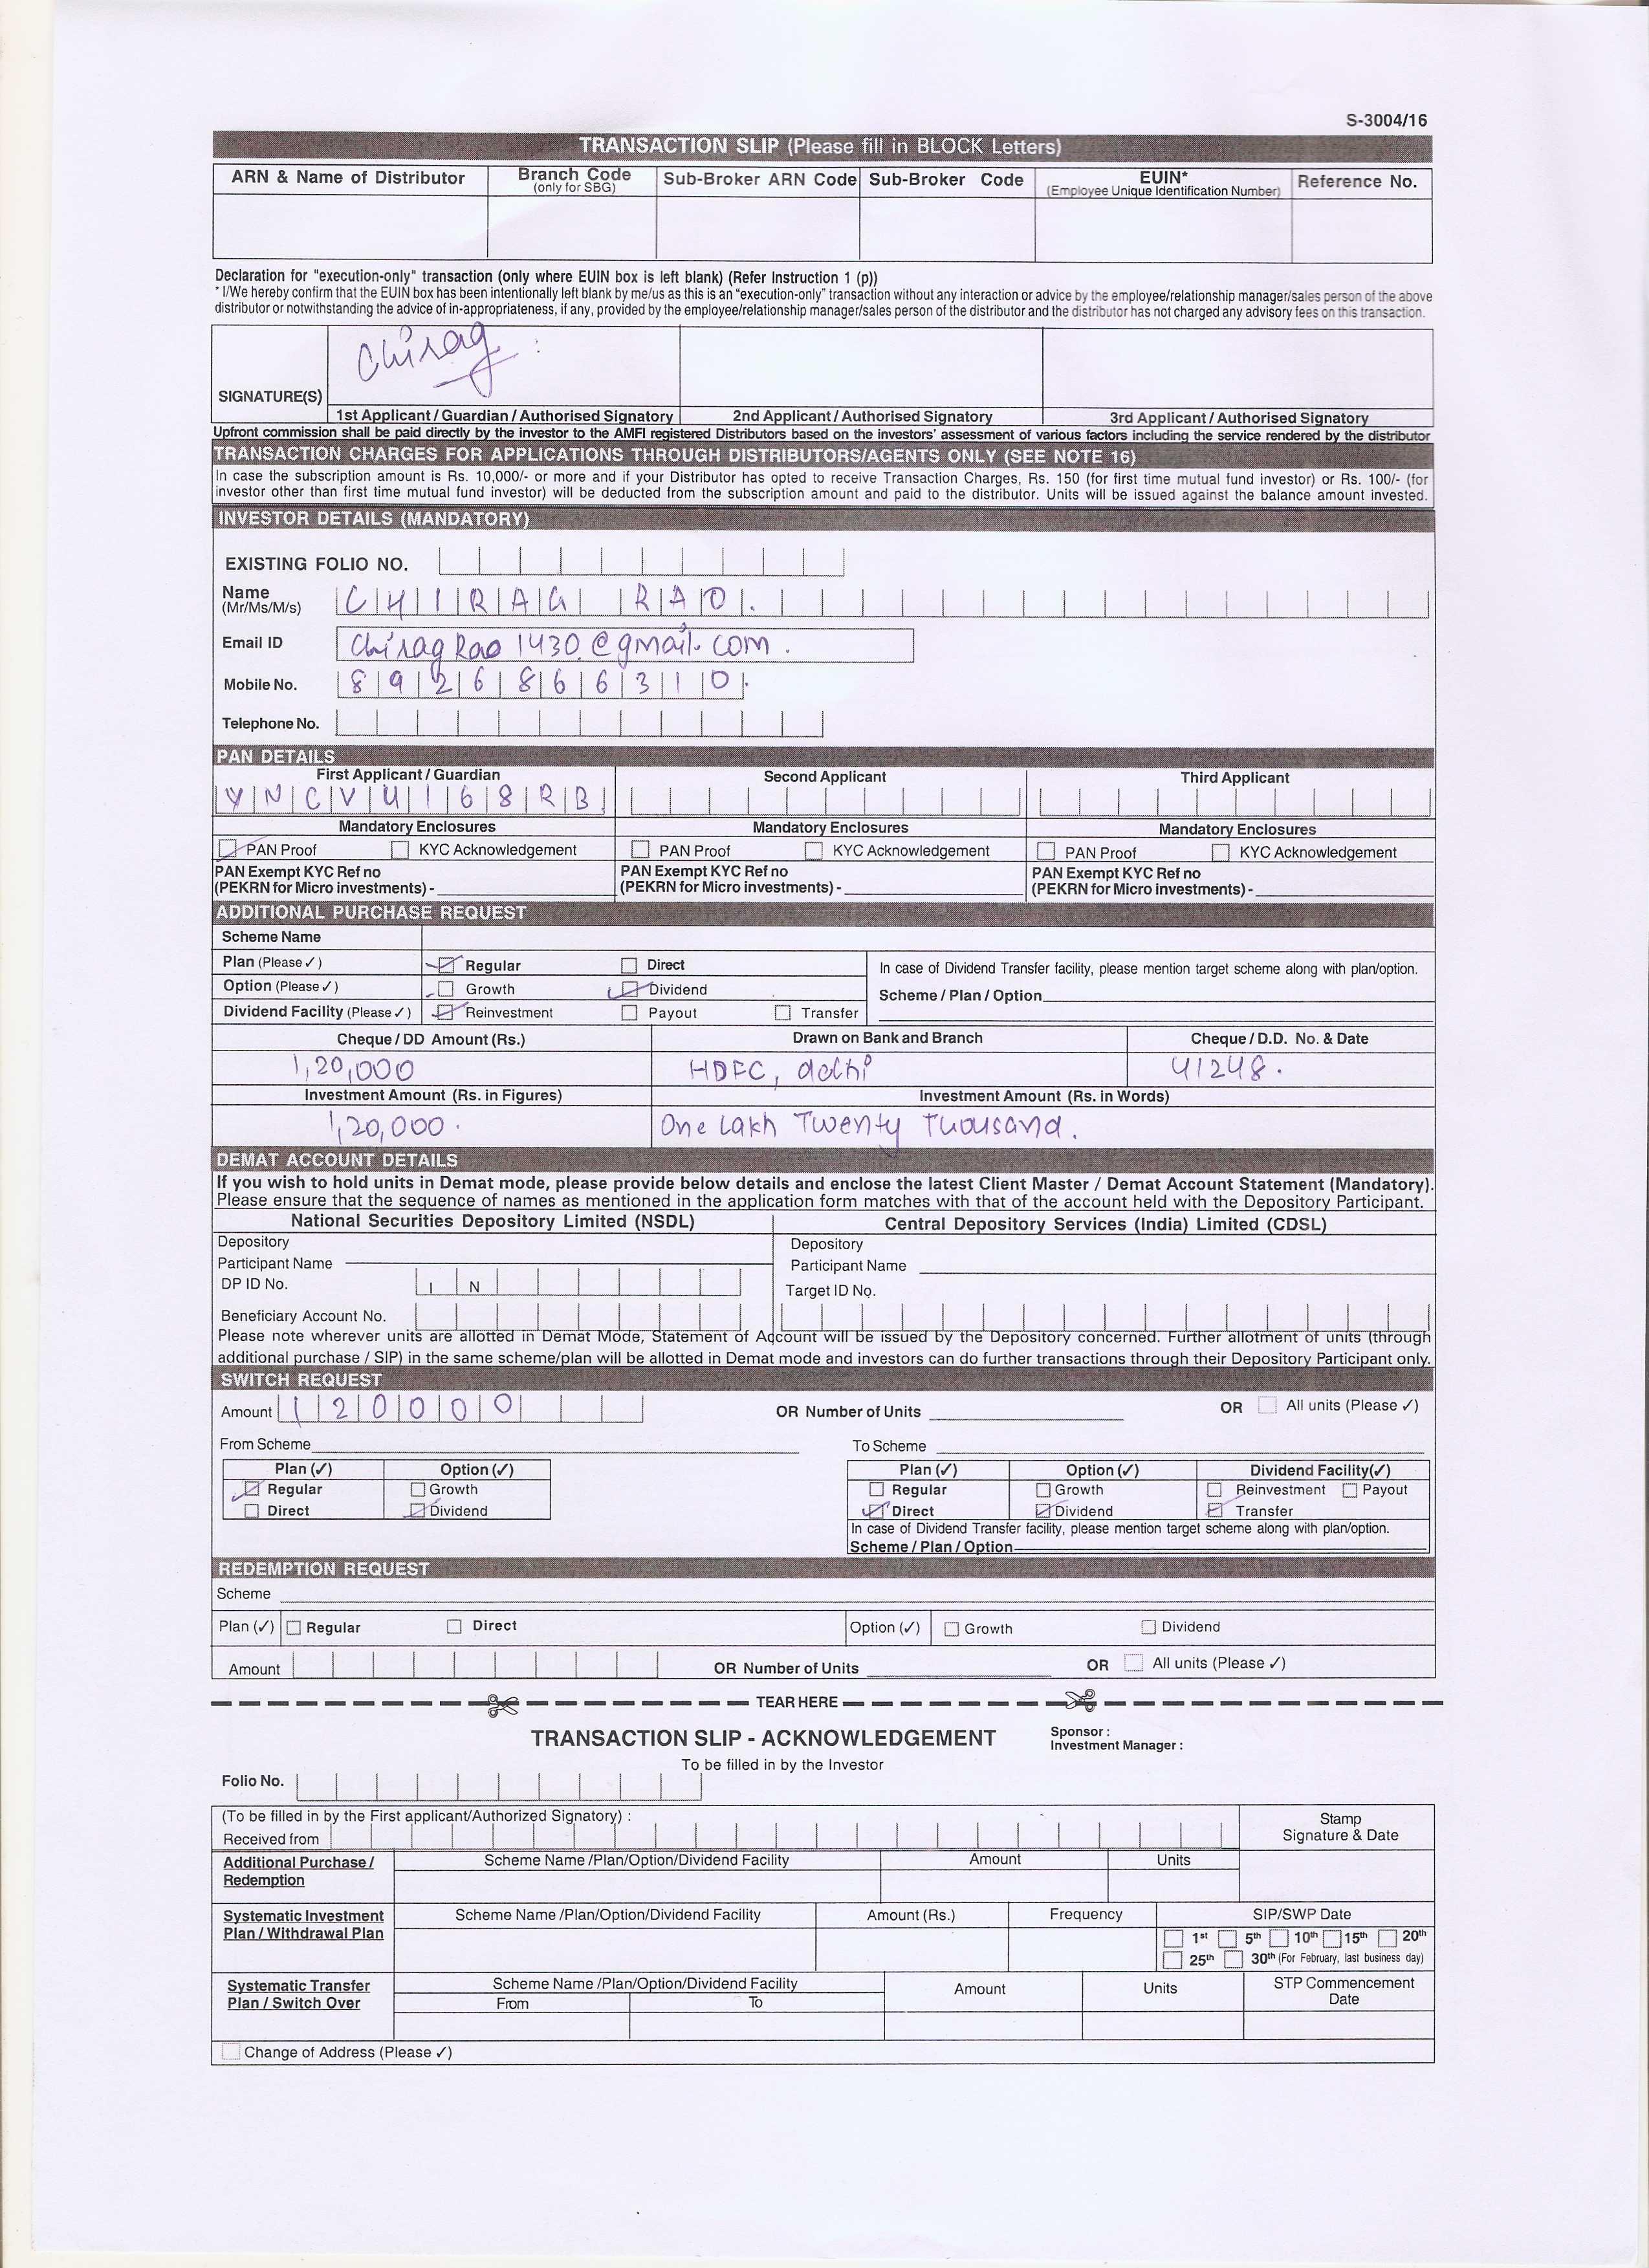 S-3004/16
TRANSACTION SLIP (Please fill in BLOCK Letters)
ARN & Name of Distributor Branch Code (only for SBG) Sub-Broker ARN Code Sub-Broker Code EUIN* (Employee Unique Identification Number) Reference No.
Declaration for "execution-only" transaction (only where EUIN box is left blank) (Refer Instruction 1 (p))
* I/We hereby confirm that the EUIN box has been intentionally left blank by me/us as this is an "execution-only" transaction without any interaction or advice by the employee/relationship manager/sales person of the above
distributor or notwithstanding the advice of in-appropriateness, if any, provided by the employee/relationship manager/sales person of the distributor and the distributor has not charged any advisory fees on this transaction.
Chirag
SIGNATURE(S)
1st Applicant / Guardian / Authorised Signatory 2nd Applicant / Authorised Signatory 3rd Applicant / Authorised Signatory
Upfront commission shall be paid directly by the investor to the AMFI registered Distributors based on the investors' assessment of various factors including the service rendered by the distributor
TRANSACTION CHARGES FOR APPLICATIONS THROUGH DISTRIBUTORS/AGENTS ONLY (SEE NOTE 16)
In case the subscription amount is Rs. 10,000/- or more and if your Distributor has opted to receive Transaction Charges, Rs. 150 (for first time mutual fund investor) or Rs. 100/- (for
investor other than first time mutual fund investor) will be deducted from the subscription amount and paid to the distributor. Units will be issued against the balance amount invested.
INVESTOR DETAILS (MANDATORY)
EXISTING FOLIO NO.
Name (Mr/Ms/M/s) CHIRAG RAO.
Email ID ChiragRao1430@gmail.com.
Mobile No. 8926866310
Telephone No.
PAN DETAILS
First Applicant / Guardian Second Applicant Third Applicant
YNCVU168RB
Mandatory Enclosures Mandatory Enclosures Mandatory Enclosures
PAN Proof KYC Acknowledgement PAN Proof KYC Acknowledgement PAN Proof KYC Acknowledgement
PAN Exempt KYC Ref no PAN Exempt KYC Ref no PAN Exempt KYC Ref no
(PEKRN for Micro investments) - (PEKRN for Micro investments) - (PEKRN for Micro investments) -
ADDITIONAL PURCHASE REQUEST
Scheme Name
Plan (Please ✓) Regular Direct In case of Dividend Transfer facility, please mention target scheme along with plan/option.
Option (Please ✓) Growth Dividend Scheme / Plan / Option
Dividend Facility (Please ✓) Reinvestment Payout Transfer
Cheque / DD Amount (Rs.) Drawn on Bank and Branch Cheque / D.D. No. & Date
1,20,000 HDFC, delhi 41248.
Investment Amount (Rs. in Figures) Investment Amount (Rs. in Words)
1,20,000. One Lakh Twenty Thousand.
DEMAT ACCOUNT DETAILS
If you wish to hold units in Demat mode, please provide below details and enclose the latest Client Master / Demat Account Statement (Mandatory).
Please ensure that the sequence of names as mentioned in the application form matches with that of the account held with the Depository Participant.
National Securities Depository Limited (NSDL) Central Depository Services (India) Limited (CDSL)
Depository Depository
Participant Name Participant Name
DP ID No. I N Target ID No.
Beneficiary Account No.
Please note wherever units are allotted in Demat Mode, Statement of Account will be issued by the Depository concerned. Further allotment of units (through
additional purchase / SIP) in the same scheme/plan will be allotted in Demat mode and investors can do further transactions through their Depository Participant only.
SWITCH REQUEST
Amount 120000 OR Number of Units OR All units (Please ✓)
From Scheme To Scheme
Plan (✓) Option (✓) Plan (✓) Option (✓) Dividend Facility(✓)
Regular Growth Regular Growth Reinvestment Payout
Direct Dividend Direct Dividend Transfer
In case of Dividend Transfer facility, please mention target scheme along with plan/option.
Scheme / Plan / Option
REDEMPTION REQUEST
Scheme
Plan (✓) Regular Direct Option (✓) Growth Dividend
Amount OR Number of Units OR All units (Please ✓)
TEAR HERE
TRANSACTION SLIP - ACKNOWLEDGEMENT Sponsor :
Investment Manager :
To be filled in by the Investor
Folio No.
(To be filled in by the First applicant/Authorized Signatory) : Stamp
Received from Signature & Date
Additional Purchase / Redemption Scheme Name /Plan/Option/Dividend Facility Amount Units
Systematic Investment Plan / Withdrawal Plan Scheme Name /Plan/Option/Dividend Facility Amount (Rs.) Frequency SIP/SWP Date
1st 5th 10th 15th 20th
25th 30th (For February, last business day)
Systematic Transfer Plan / Switch Over Scheme Name /Plan/Option/Dividend Facility Amount Units STP Commencement Date
From To
Change of Address (Please ✓)